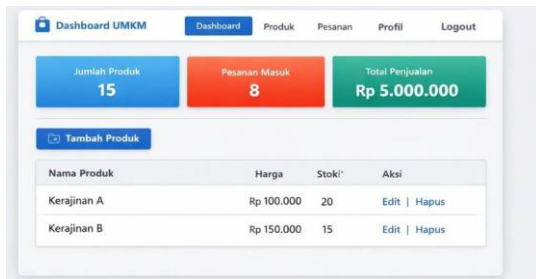 Dashboard UMKM Dashboard Produk Pesanan Profil Logout
Jumlah Produk Pesanan Masuk Total Penjualan
15 8 Rp 5.000.000
Tambah Produk
Nama Produk Harga Stok Aksi
Kerajinan A Rp 100.000 20 Edit | Hapus
Kerajinan B Rp 150.000 15 Edit | Hapus